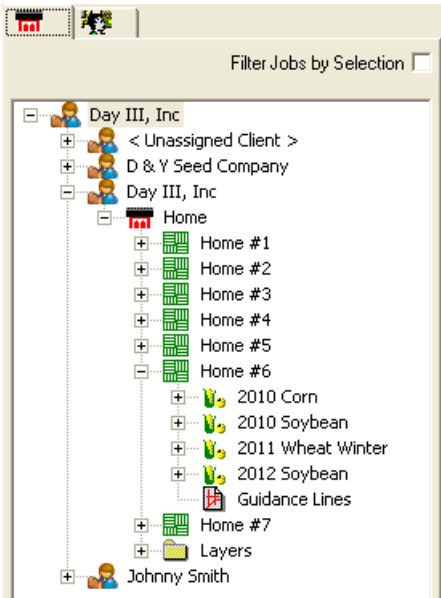 Filter Jobs by Selection
Day III, Inc
< Unassigned Client >
D & Y Seed Company
Day III, Inc
Home
Home #1
Home #2
Home #3
Home #4
Home #5
Home #6
2010 Corn
2010 Soybean
2011 Wheat Winter
2012 Soybean
Guidance Lines
Home #7
Layers
Johnny Smith